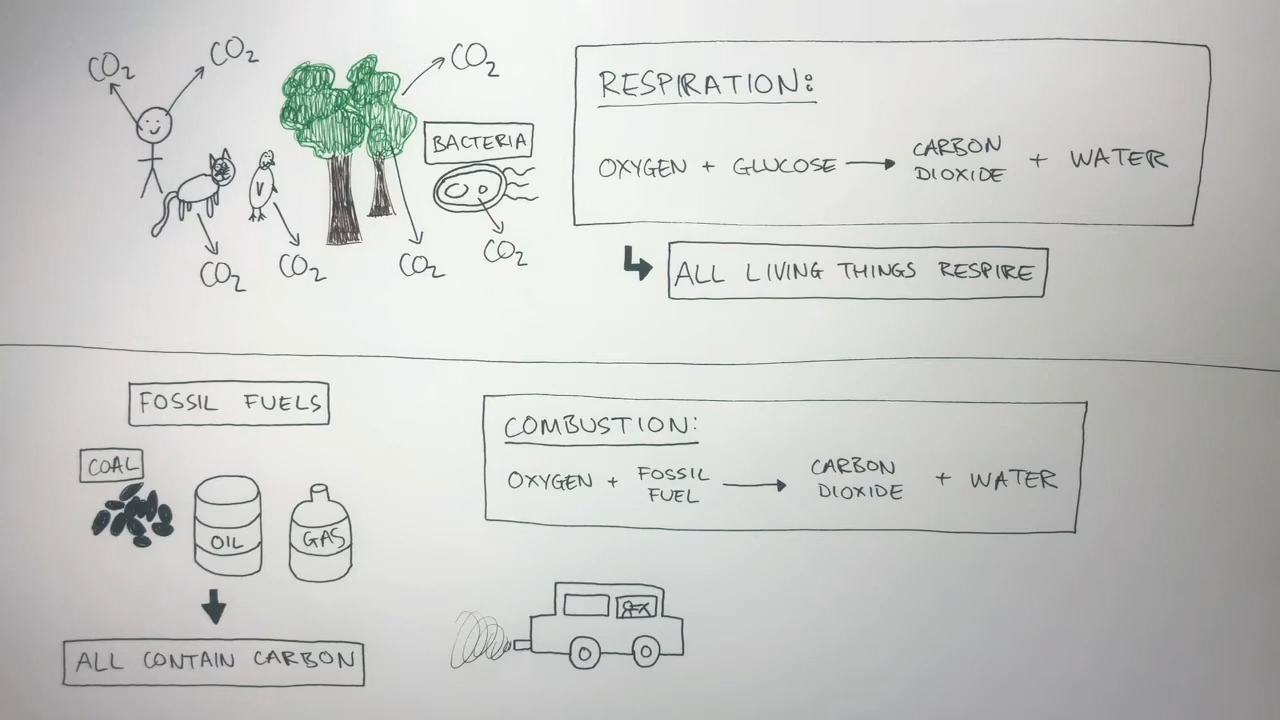 CO2
CO2
CO2
CO2
CO2
CO2
BACTERIA
CO2
RESPIRATION:
OXYGEN + GLUCOSE → CARBON DIOXIDE + WATER
ALL LIVING THINGS RESPIRE
FOSSIL FUELS
COAL
OIL
GAS
ALL CONTAIN CARBON
COMBUSTION:
OXYGEN + FOSSIL FUEL → CARBON DIOXIDE + WATER